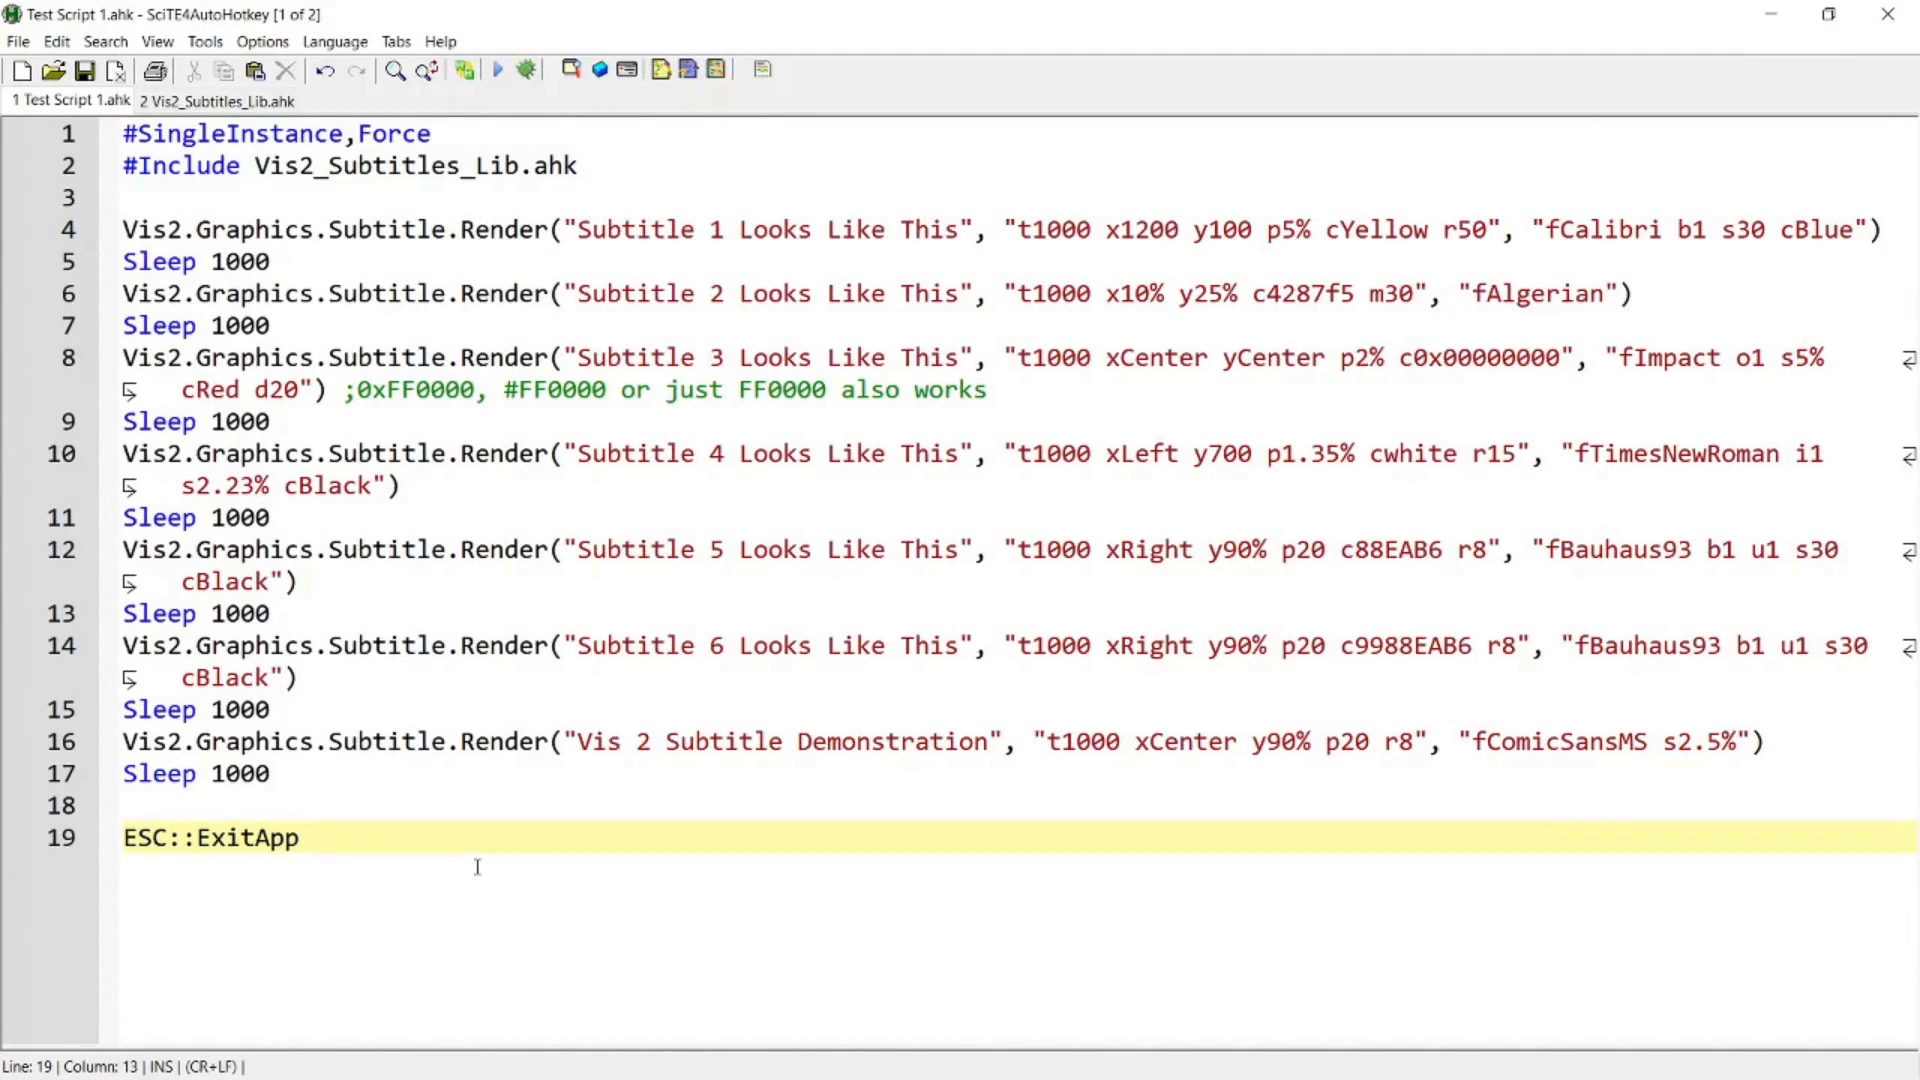 Test Script 1.ahk - SciTE4AutoHotkey [1 of 2]
File Edit Search View Tools Options Language Tabs Help
1 Test Script 1.ahk 2 Vis2_Subtitles_Lib.ahk
1 #SingleInstance,Force
2 #Include Vis2_Subtitles_Lib.ahk
3
4 Vis2.Graphics.Subtitle.Render("Subtitle 1 Looks Like This", "t1000 x1200 y100 p5% cYellow r50", "fCalibri b1 s30 cBlue")
5 Sleep 1000
6 Vis2.Graphics.Subtitle.Render("Subtitle 2 Looks Like This", "t1000 x10% y25% c4287f5 m30", "fAlgerian")
7 Sleep 1000
8 Vis2.Graphics.Subtitle.Render("Subtitle 3 Looks Like This", "t1000 xCenter yCenter p2% c0x00000000", "fImpact o1 s5%
cRed d20") ;0xFF0000, #FF0000 or just FF0000 also works
9 Sleep 1000
10 Vis2.Graphics.Subtitle.Render("Subtitle 4 Looks Like This", "t1000 xLeft y700 p1.35% cwhite r15", "fTimesNewRoman i1
s2.23% cBlack")
11 Sleep 1000
12 Vis2.Graphics.Subtitle.Render("Subtitle 5 Looks Like This", "t1000 xRight y90% p20 c88EAB6 r8", "fBauhaus93 b1 u1 s30
cBlack")
13 Sleep 1000
14 Vis2.Graphics.Subtitle.Render("Subtitle 6 Looks Like This", "t1000 xRight y90% p20 c9988EAB6 r8", "fBauhaus93 b1 u1 s30
cBlack")
15 Sleep 1000
16 Vis2.Graphics.Subtitle.Render("Vis 2 Subtitle Demonstration", "t1000 xCenter y90% p20 r8", "fComicSansMS s2.5%")
17 Sleep 1000
18
19 ESC::ExitApp
Line: 19 | Column: 13 | INS | (CR+LF) |